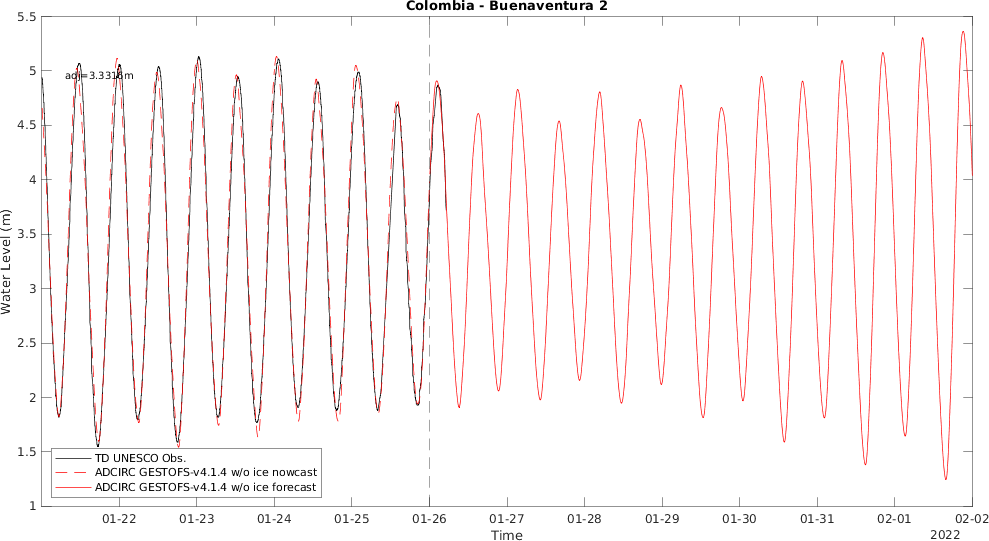 Colombia - Buenaventura 2
5.5
5
4.5
4
3.5
3
2.5
2
1.5
1
Water Level (m)
adj=3.3316m
TD UNESCO Obs.
ADCIRC GESTOFS-v4.1.4 w/o ice nowcast
ADCIRC GESTOFS-v4.1.4 w/o ice forecast
01-22 01-23 01-24 01-25 01-26 01-27 01-28 01-29 01-30 01-31 02-01 02-02
Time
2022